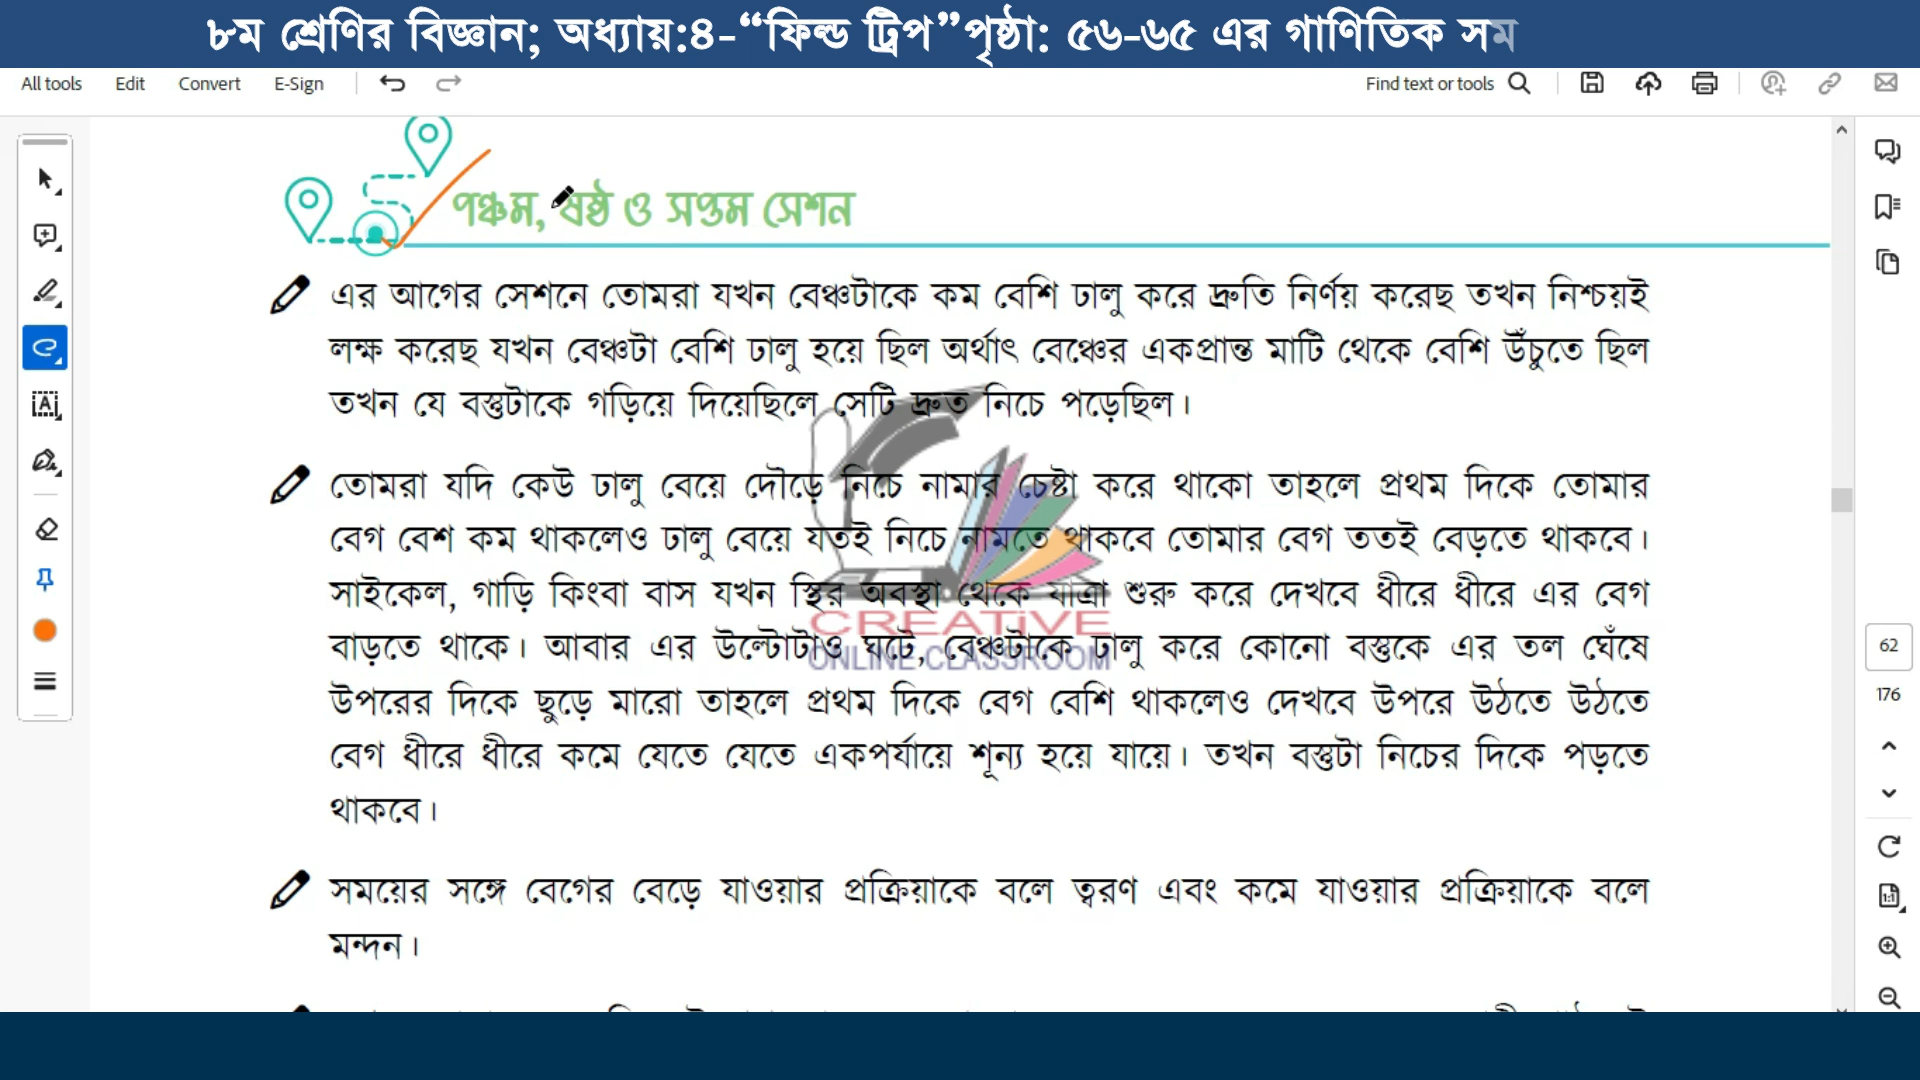 ৮ম শ্রেণির বিজ্ঞান; অধ্যায়:৪-“ফিল্ড ট্রিপ”পৃষ্ঠা: ৫৬-৬৫ এর গাণিতিক সম
All tools Edit Convert E-Sign Find text or tools
পঞ্চম, ষষ্ঠ ও সপ্তম সেশন
এর আগের সেশনে তোমরা যখন বেঞ্চটাকে কম বেশি ঢালু করে দ্রুতি নির্ণয় করেছ তখন নিশ্চয়ই
লক্ষ করেছ যখন বেঞ্চটা বেশি ঢালু হয়ে ছিল অর্থাৎ বেঞ্চের একপ্রান্ত মাটি থেকে বেশি উঁচুতে ছিল
তখন যে বস্তুটাকে গড়িয়ে দিয়েছিলে সেটি দ্রুত নিচে পড়েছিল।
তোমরা যদি কেউ ঢালু বেয়ে দৌড়ে নিচে নামার চেষ্টা করে থাকো তাহলে প্রথম দিকে তোমার
বেগ বেশ কম থাকলেও ঢালু বেয়ে যতই নিচে নামতে থাকবে তোমার বেগ ততই বেড়তে থাকবে।
সাইকেল, গাড়ি কিংবা বাস যখন স্থির অবস্থা থেকে যাত্রা শুরু করে দেখবে ধীরে ধীরে এর বেগ
বাড়তে থাকে। আবার এর উল্টোটাও ঘটে, বেঞ্চটাকে ঢালু করে কোনো বস্তুকে এর তল ঘেঁষে
উপরের দিকে ছুড়ে মারো তাহলে প্রথম দিকে বেগ বেশি থাকলেও দেখবে উপরে উঠতে উঠতে
বেগ ধীরে ধীরে কমে যেতে যেতে একপর্যায়ে শূন্য হয়ে যায়ে। তখন বস্তুটা নিচের দিকে পড়তে
থাকবে।
সময়ের সঙ্গে বেগের বেড়ে যাওয়ার প্রক্রিয়াকে বলে ত্বরণ এবং কমে যাওয়ার প্রক্রিয়াকে বলে
মন্দন।
CREATiVE
ONLINE CLASSROOM
62
176